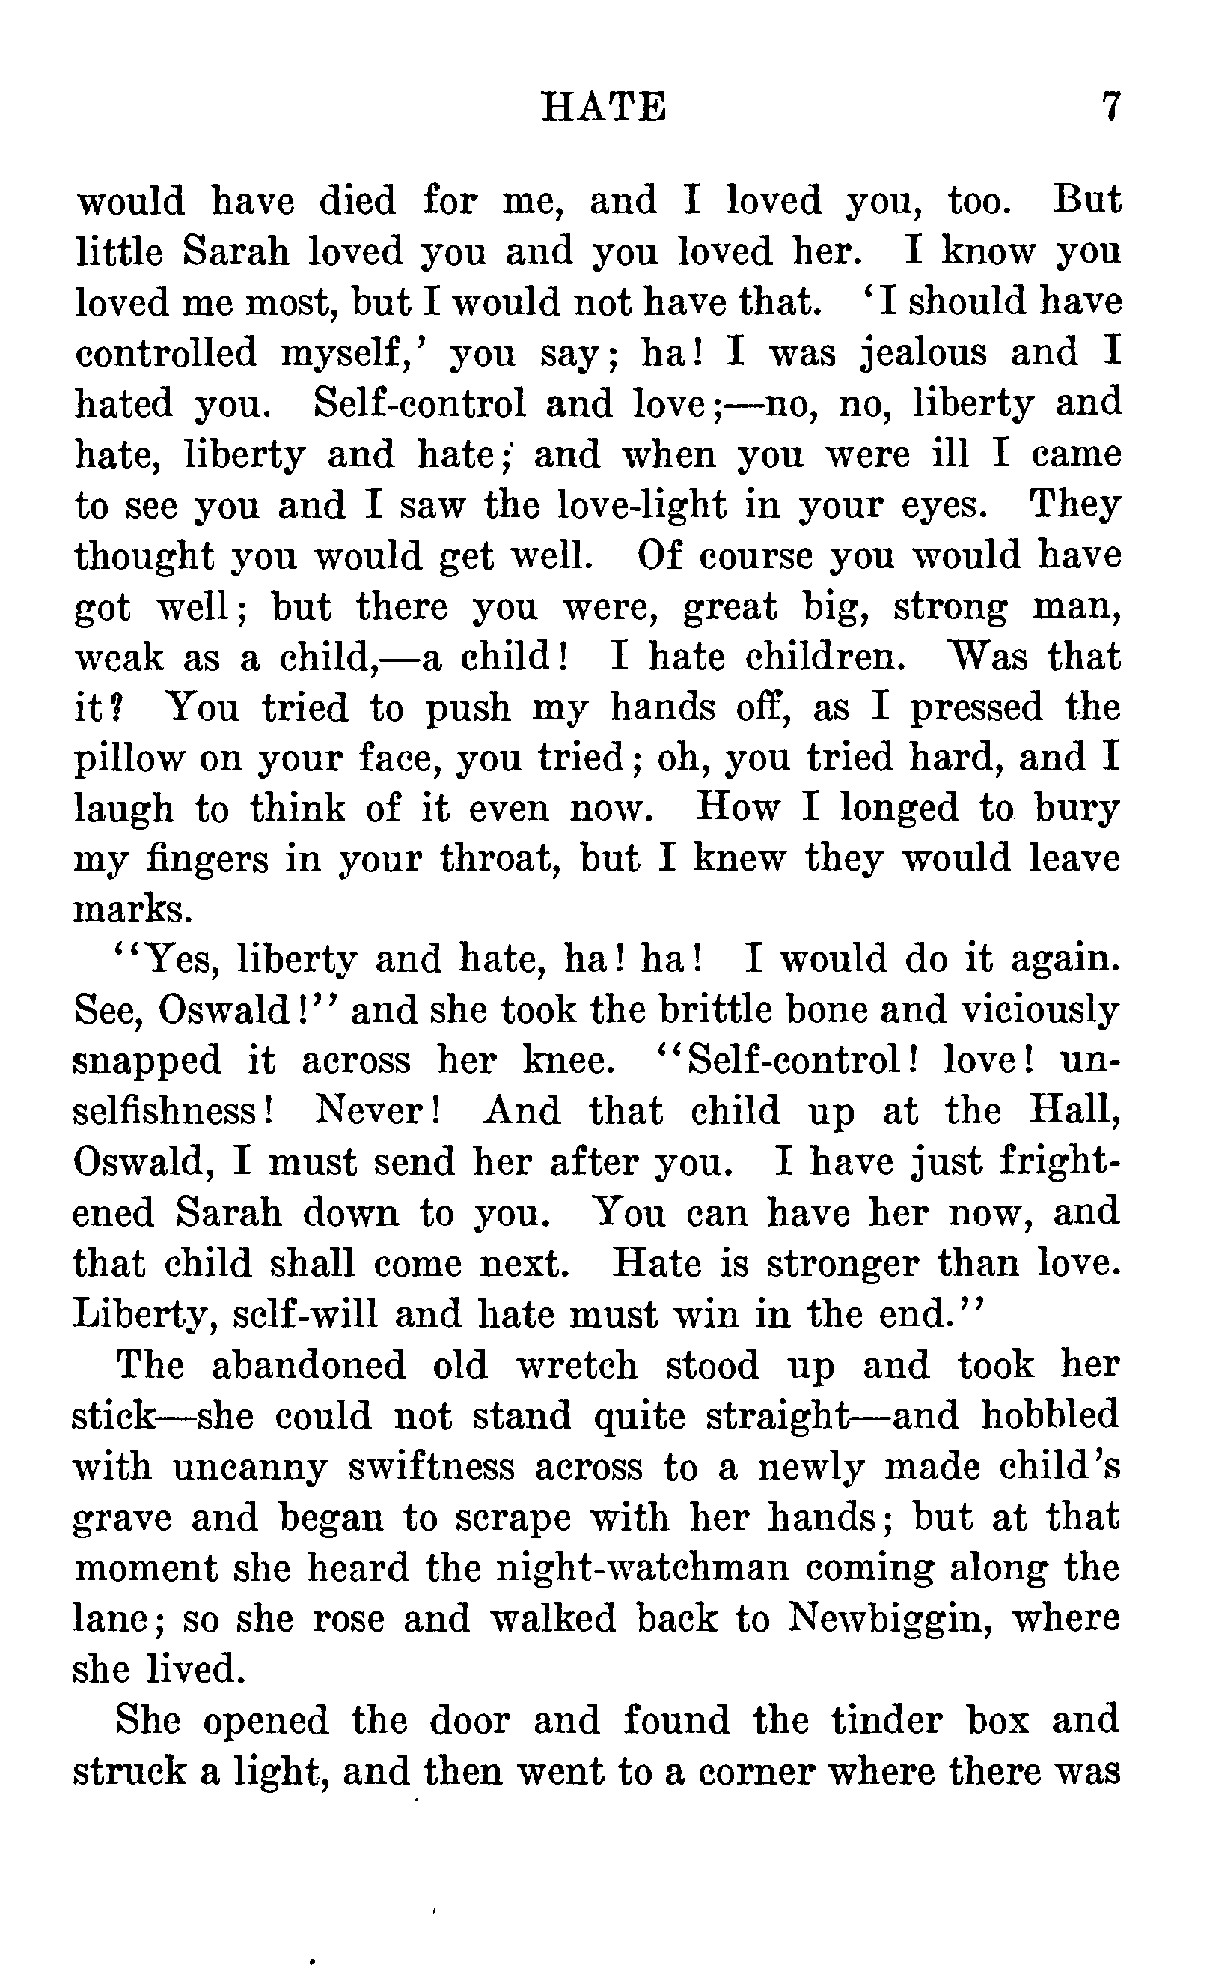 HATE 7
would have died for me, and I loved you, too. But
little Sarah loved you and you loved her. I know you
loved me most, but I would not have that. 'I should have
controlled myself,' you say; ha! I was jealous and I
hated you. Self-control and love;—no, no, liberty and
hate, liberty and hate; and when you were ill I came
to see you and I saw the love-light in your eyes. They
thought you would get well. Of course you would have
got well; but there you were, great big, strong man,
weak as a child,—a child! I hate children. Was that
it? You tried to push my hands off, as I pressed the
pillow on your face, you tried; oh, you tried hard, and I
laugh to think of it even now. How I longed to bury
my fingers in your throat, but I knew they would leave
marks.
"Yes, liberty and hate, ha! ha! I would do it again.
See, Oswald!" and she took the brittle bone and viciously
snapped it across her knee. "Self-control! love! un-
selfishness! Never! And that child up at the Hall,
Oswald, I must send her after you. I have just fright-
ened Sarah down to you. You can have her now, and
that child shall come next. Hate is stronger than love.
Liberty, self-will and hate must win in the end."
The abandoned old wretch stood up and took her
stick—she could not stand quite straight—and hobbled
with uncanny swiftness across to a newly made child's
grave and began to scrape with her hands; but at that
moment she heard the night-watchman coming along the
lane; so she rose and walked back to Newbiggin, where
she lived.
She opened the door and found the tinder box and
struck a light, and then went to a corner where there was